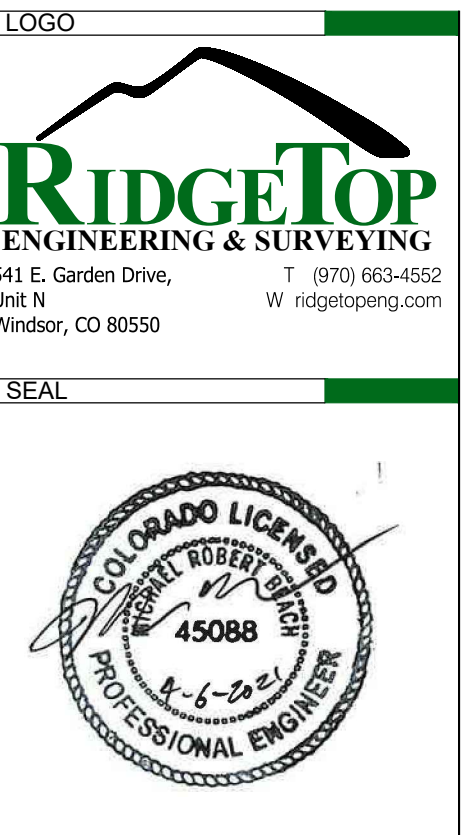 LOGO
RIDGETOP
ENGINEERING & SURVEYING
541 E. Garden Drive,
Unit N
Windsor, CO 80550
T (970) 663-4552
W ridgetopeng.com
SEAL
COLORADO LICENSED
MICHAEL ROBERT BEACH
45088
4-6-2021
PROFESSIONAL ENGINEER